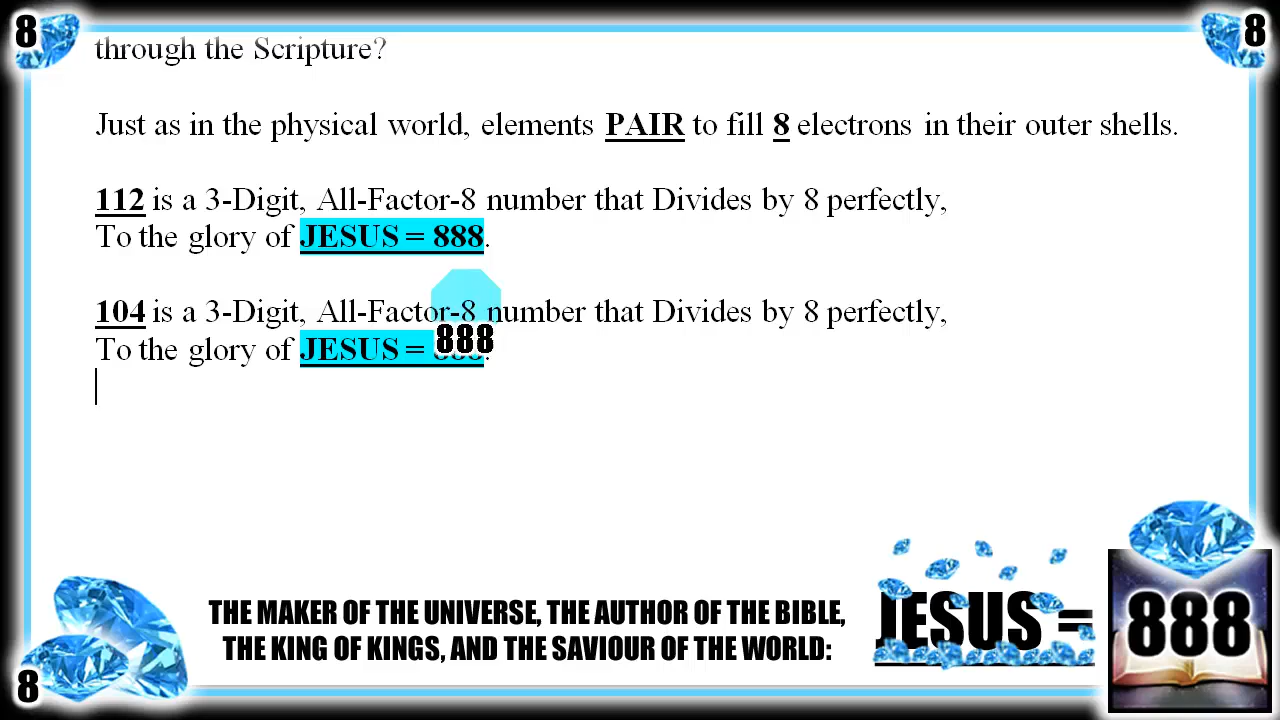 8
8
through the Scripture?
Just as in the physical world, elements PAIR to fill 8 electrons in their outer shells.
112 is a 3-Digit, All-Factor-8 number that Divides by 8 perfectly,
To the glory of JESUS = 888.
104 is a 3-Digit, All-Factor-8 number that Divides by 8 perfectly,
To the glory of JESUS = 888.
888
THE MAKER OF THE UNIVERSE, THE AUTHOR OF THE BIBLE,
THE KING OF KINGS, AND THE SAVIOUR OF THE WORLD:
JESUS = 888
8